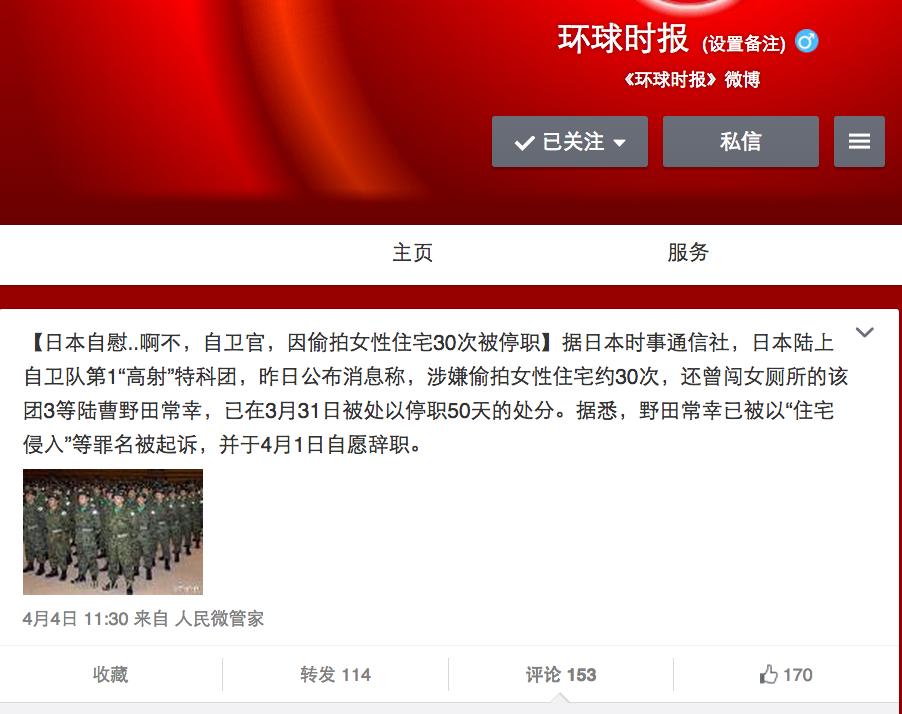 环球时报 (设置备注)
《环球时报》 微博
已关注
私信
主页
服务
【日本自慰..啊不，自卫官，因偷拍女性住宅30次被停职】据日本时事通信社，日本陆上
自卫队第1“高射”特科团，昨日公布消息称，涉嫌偷拍女性住宅约30次，还曾闯女厕所的该
团3等陆曹野田常幸，已在3月31日被处以停职50天的处分。据悉，野田常幸已被以“住宅
侵入”等罪名被起诉，并于4月1日自愿辞职。
4月4日 11:30 来自 人民微管家
收藏
转发 114
评论 153
170